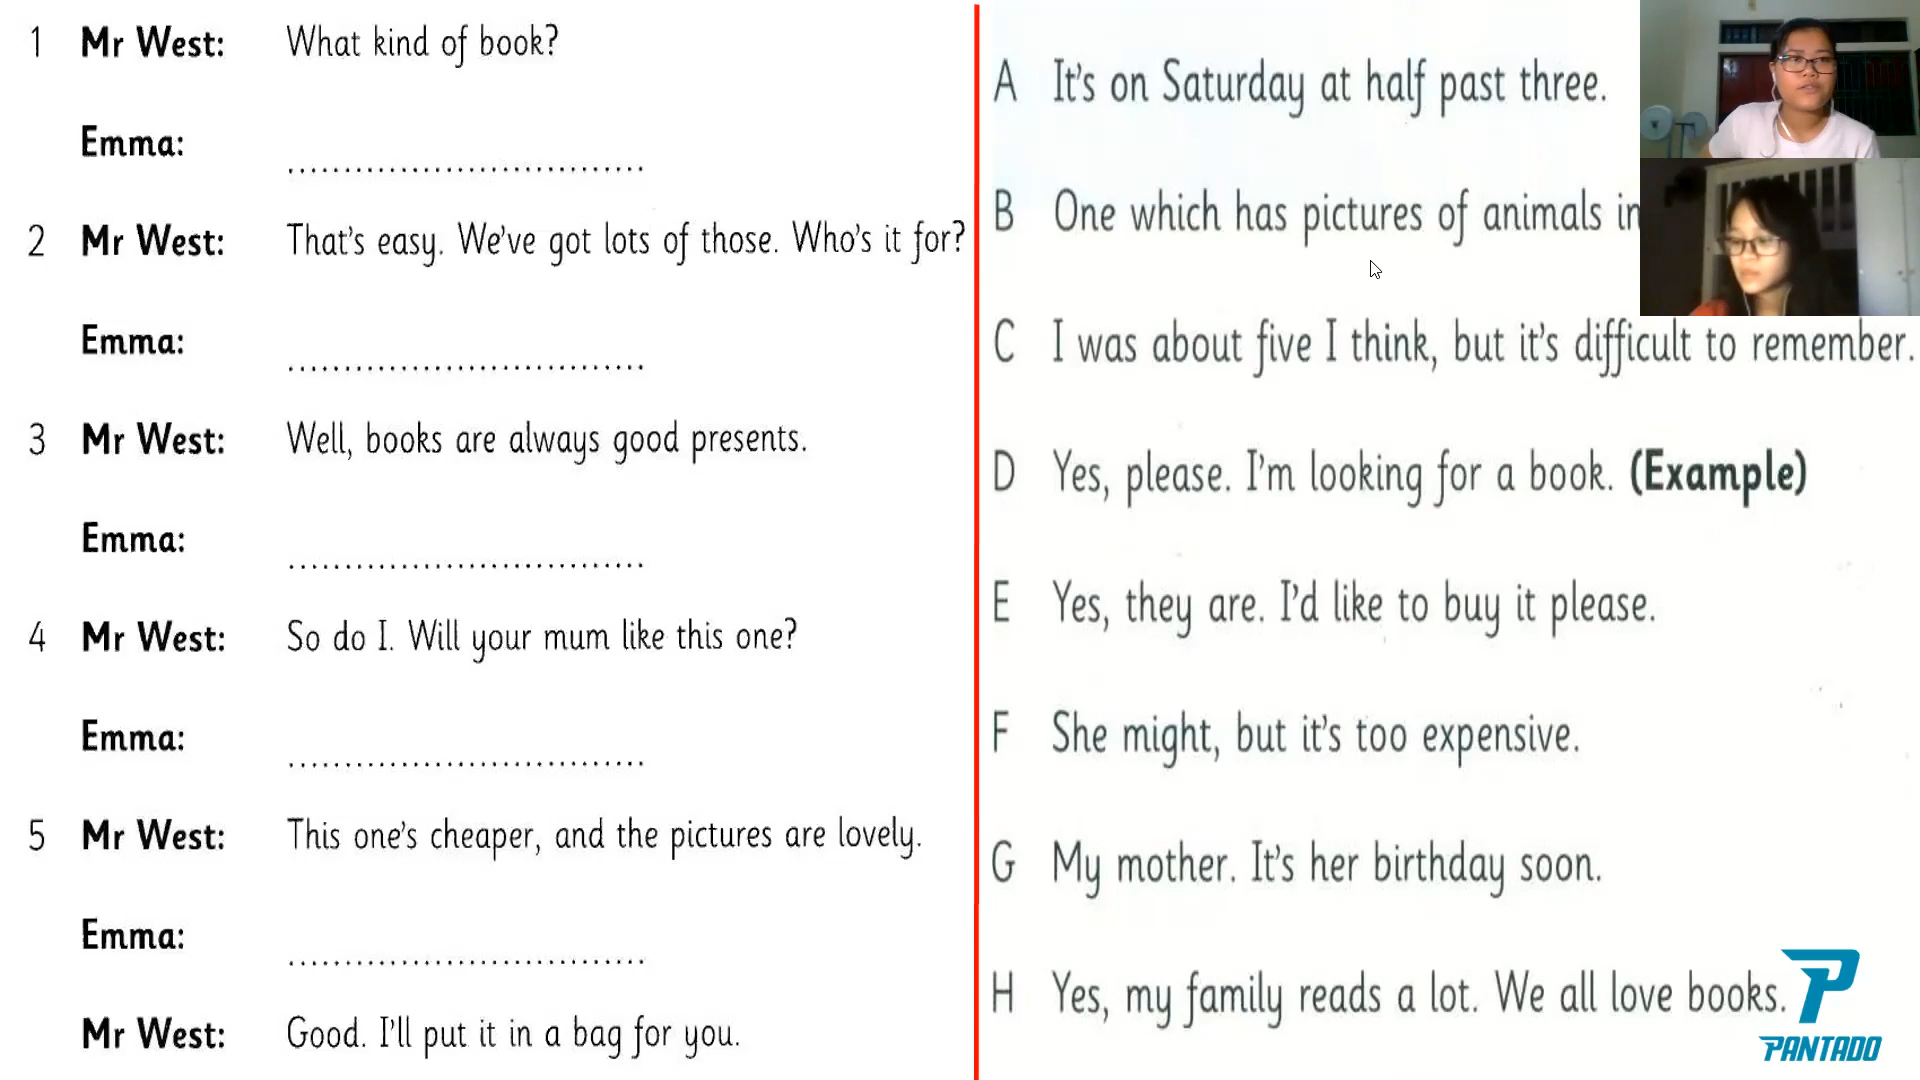 1 Mr West: What kind of book?
Emma: ................................
2 Mr West: That's easy. We've got lots of those. Who's it for?
Emma: ................................
3 Mr West: Well, books are always good presents.
Emma: ................................
4 Mr West: So do I. Will your mum like this one?
Emma: ................................
5 Mr West: This one's cheaper, and the pictures are lovely.
Emma: ................................
Mr West: Good. I'll put it in a bag for you.
A It's on Saturday at half past three.
B One which has pictures of animals in
C I was about five I think, but it's difficult to remember.
D Yes, please. I'm looking for a book. (Example)
E Yes, they are. I'd like to buy it please.
F She might, but it's too expensive.
G My mother. It's her birthday soon.
H Yes, my family reads a lot. We all love books.
PANTADO